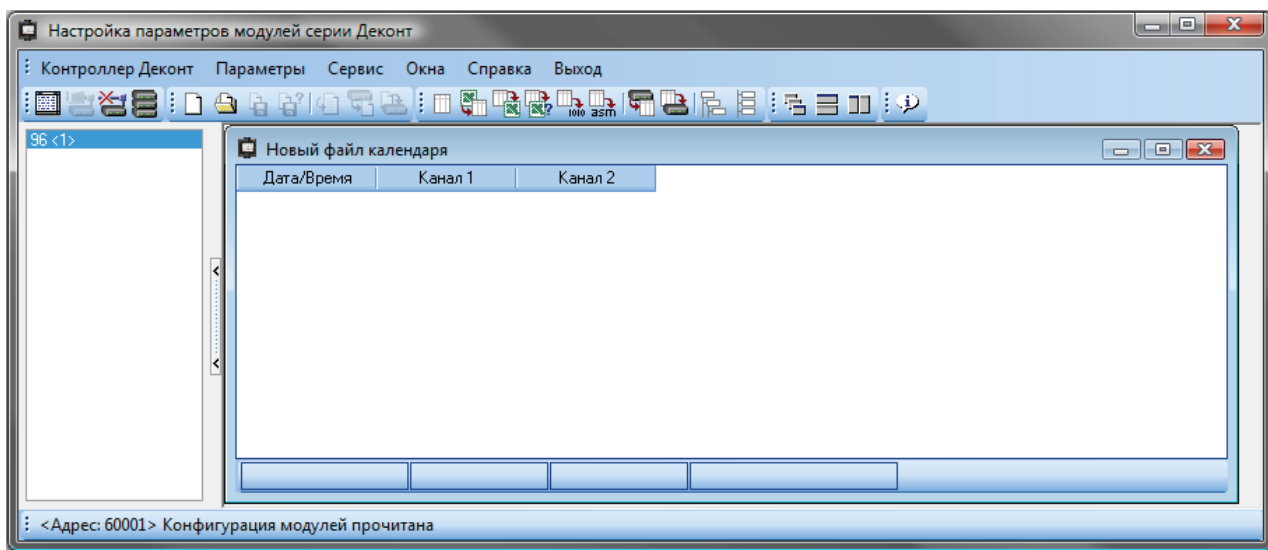 Настройка параметров модулей серии Деконт
Контроллер Деконт Параметры Сервис Окна Справка Выход
1010 asm
96 <1>
Новый файл календаря
Дата/Время Канал 1 Канал 2
<Адрес: 60001> Конфигурация модулей прочитана